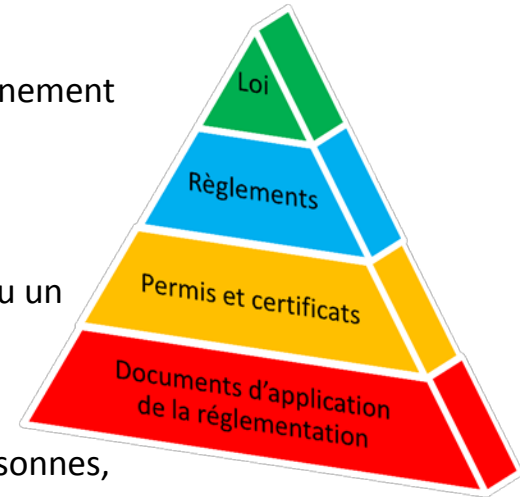 Loi
nement
Règlements
u un
Permis et certificats
Documents d'application
de la réglementation
sonnes,